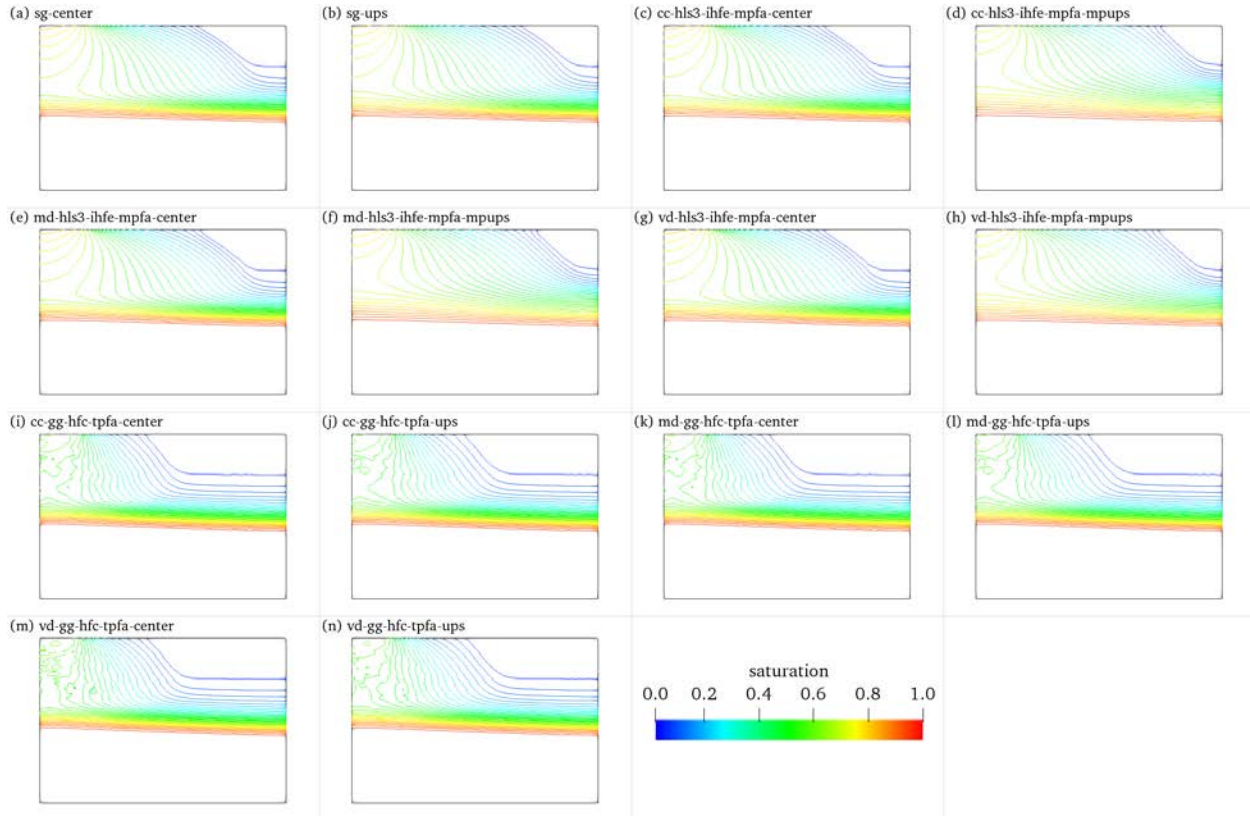 (a) sg-center
(b) sg-ups
(c) cc-hls3-ihfe-mpfa-center
(d) cc-hls3-ihfe-mpfa-mpups
(e) md-hls3-ihfe-mpfa-center
(f) md-hls3-ihfe-mpfa-mpups
(g) vd-hls3-ihfe-mpfa-center
(h) vd-hls3-ihfe-mpfa-mpups
(i) cc-gg-hfc-tpfa-center
(j) cc-gg-hfc-tpfa-ups
(k) md-gg-hfc-tpfa-center
(l) md-gg-hfc-tpfa-ups
(m) vd-gg-hfc-tpfa-center
(n) vd-gg-hfc-tpfa-ups
saturation
0.0 0.2 0.4 0.6 0.8 1.0